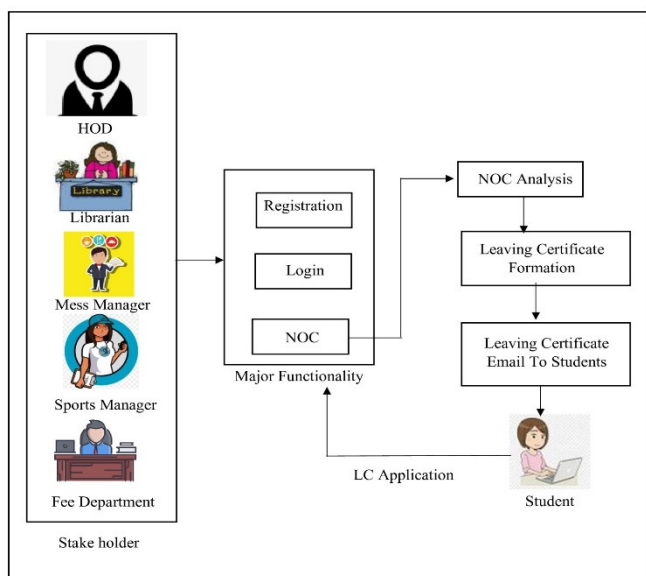 HOD
Library
Librarian
Mess Manager
Sports Manager
Fee Department
Stake holder
Registration
Login
NOC
Major Functionality
NOC Analysis
Leaving Certificate
Formation
Leaving Certificate
Email To Students
LC Application
Student